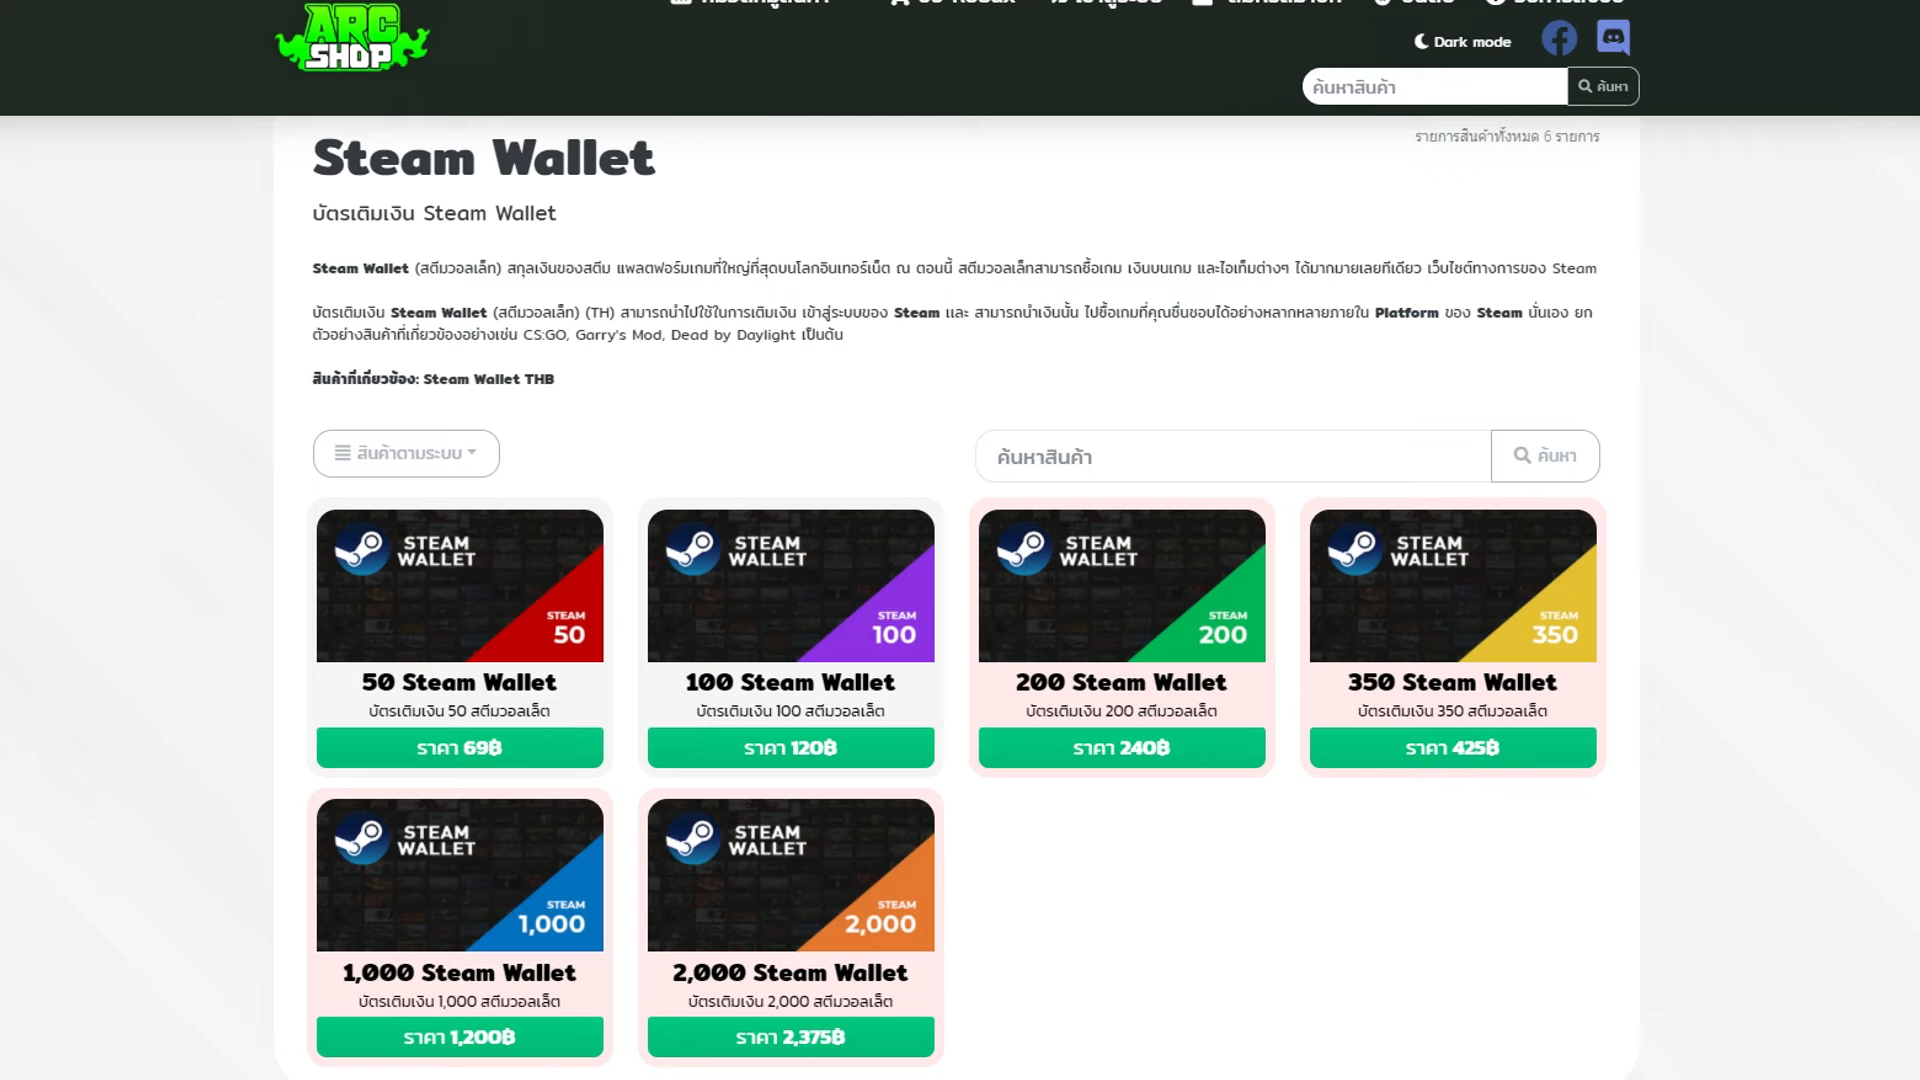 ARC
SHOP
Dark mode
ค้นหาสินค้า
ค้นหา
รายการสินค้าทั้งหมด 6 รายการ
Steam Wallet
บัตรเติมเงิน Steam Wallet
Steam Wallet (สตีมวอลเล็ท) สกุลเงินของสตีม แพลตฟอร์มเกมที่ใหญ่ที่สุดบนโลกอินเทอร์เน็ต ณ ตอนนี้ สตีมวอลเล็ทสามารถซื้อเกม เงินบนเกม และไอเท็มต่างๆ ได้มากมายเลยทีเดียว เว็บไซต์ทางการของ Steam
บัตรเติมเงิน Steam Wallet (สตีมวอลเล็ท) (TH) สามารถนำไปใช้ในการเติมเงิน เข้าสู่ระบบของ Steam และ สามารถนำเงินนั้น ไปซื้อเกมที่คุณชื่นชอบได้อย่างหลากหลายภายใน Platform ของ Steam นั่นเอง ยก
ตัวอย่างสินค้าที่เกี่ยวข้องอย่างเช่น CS:GO, Garry's Mod, Dead by Daylight เป็นต้น
สินค้าที่เกี่ยวข้อง: Steam Wallet THB
สินค้าตามระบบ
ค้นหาสินค้า
ค้นหา
STEAM
WALLET
STEAM
50
50 Steam Wallet
บัตรเติมเงิน 50 สตีมวอลเล็ต
ราคา 69฿
STEAM
WALLET
STEAM
100
100 Steam Wallet
บัตรเติมเงิน 100 สตีมวอลเล็ต
ราคา 120฿
STEAM
WALLET
STEAM
200
200 Steam Wallet
บัตรเติมเงิน 200 สตีมวอลเล็ต
ราคา 240฿
STEAM
WALLET
STEAM
350
350 Steam Wallet
บัตรเติมเงิน 350 สตีมวอลเล็ต
ราคา 425฿
STEAM
WALLET
STEAM
1,000
1,000 Steam Wallet
บัตรเติมเงิน 1,000 สตีมวอลเล็ต
ราคา 1,200฿
STEAM
WALLET
STEAM
2,000
2,000 Steam Wallet
บัตรเติมเงิน 2,000 สตีมวอลเล็ต
ราคา 2,375฿